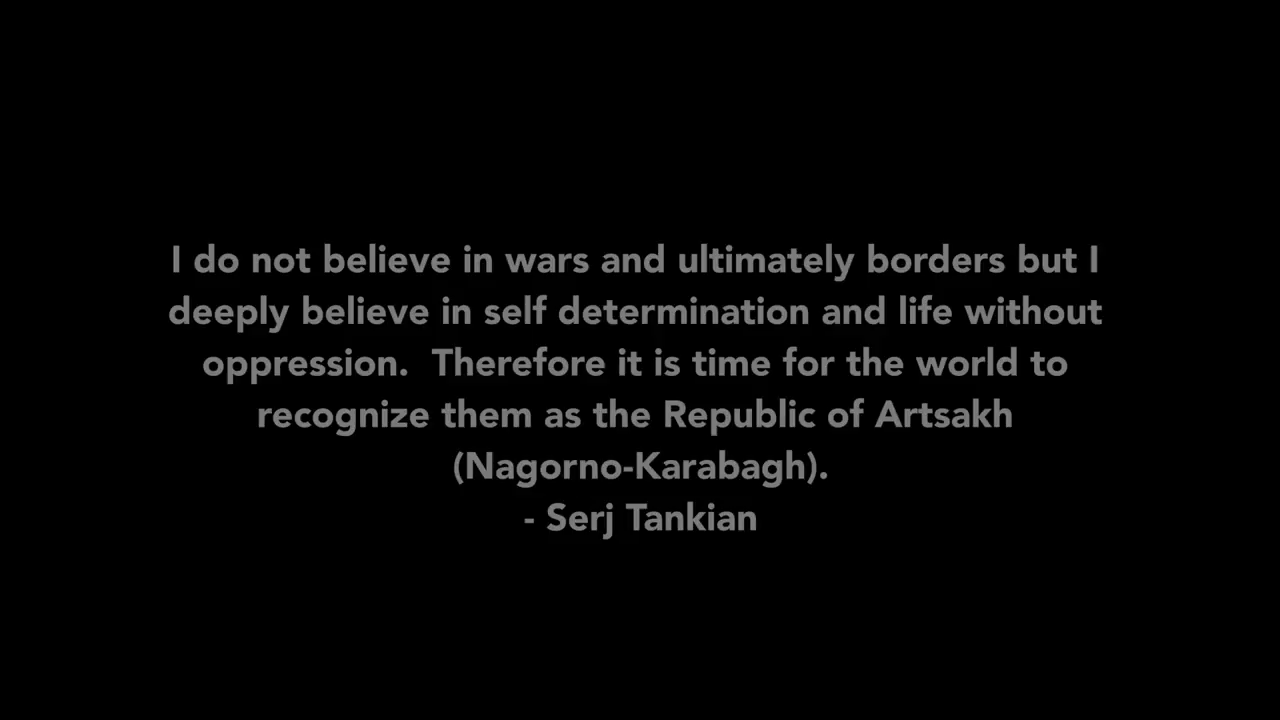 I do not believe in wars and ultimately borders but I
deeply believe in self determination and life without
oppression.  Therefore it is time for the world to
recognize them as the Republic of Artsakh
(Nagorno-Karabagh).
- Serj Tankian